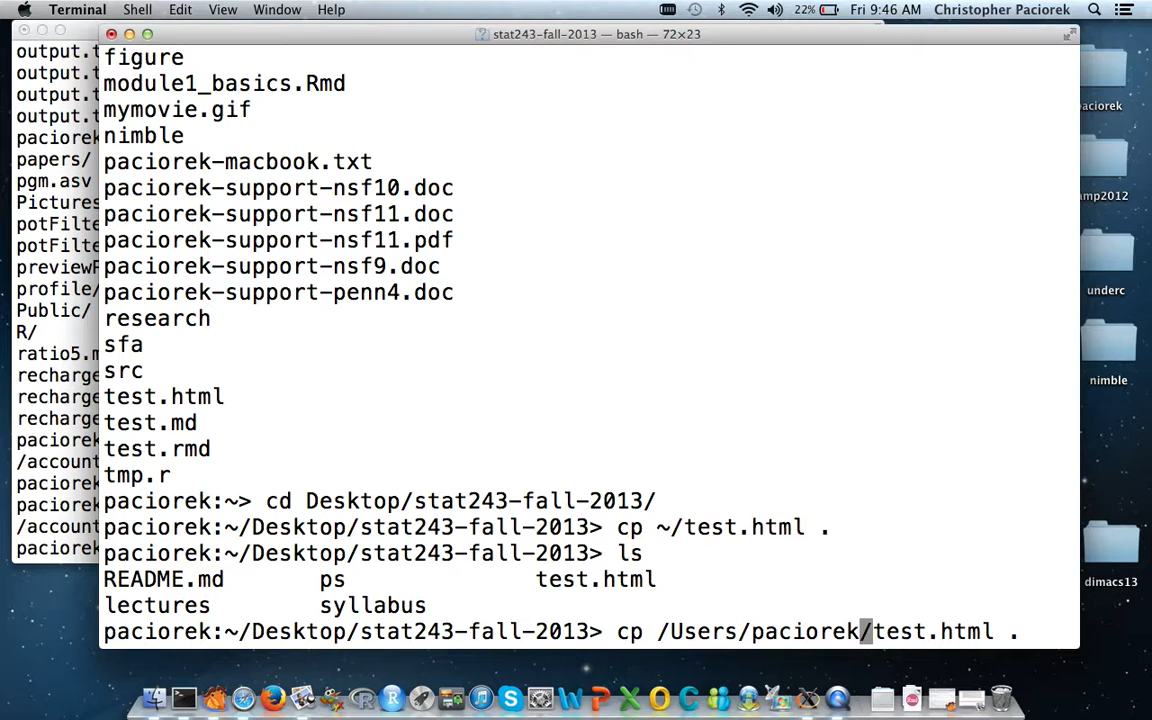 Terminal Shell Edit View Window Help 22% Fri 9:46 AM Christopher Paciorek
stat243-fall-2013 — bash — 72×23
output.t
output.t
output.t
output.t
paciorek
papers/
pgm.asv
Pictures
potFilte
potFilte
previewF
profile/
Public/
R/
ratio5.m
recharge
recharge
recharge
paciorek
/account
paciorek
paciorek
/account
paciorek
figure
module1_basics.Rmd
mymovie.gif
nimble
paciorek-macbook.txt
paciorek-support-nsf10.doc
paciorek-support-nsf11.doc
paciorek-support-nsf11.pdf
paciorek-support-nsf9.doc
paciorek-support-penn4.doc
research
sfa
src
test.html
test.md
test.rmd
tmp.r
paciorek:~> cd Desktop/stat243-fall-2013/
paciorek:~/Desktop/stat243-fall-2013> cp ~/test.html .
paciorek:~/Desktop/stat243-fall-2013> ls
README.md ps test.html
lectures syllabus
paciorek:~/Desktop/stat243-fall-2013> cp /Users/paciorek/test.html .
paciorek
amp2012
underc
nimble
dimacs13